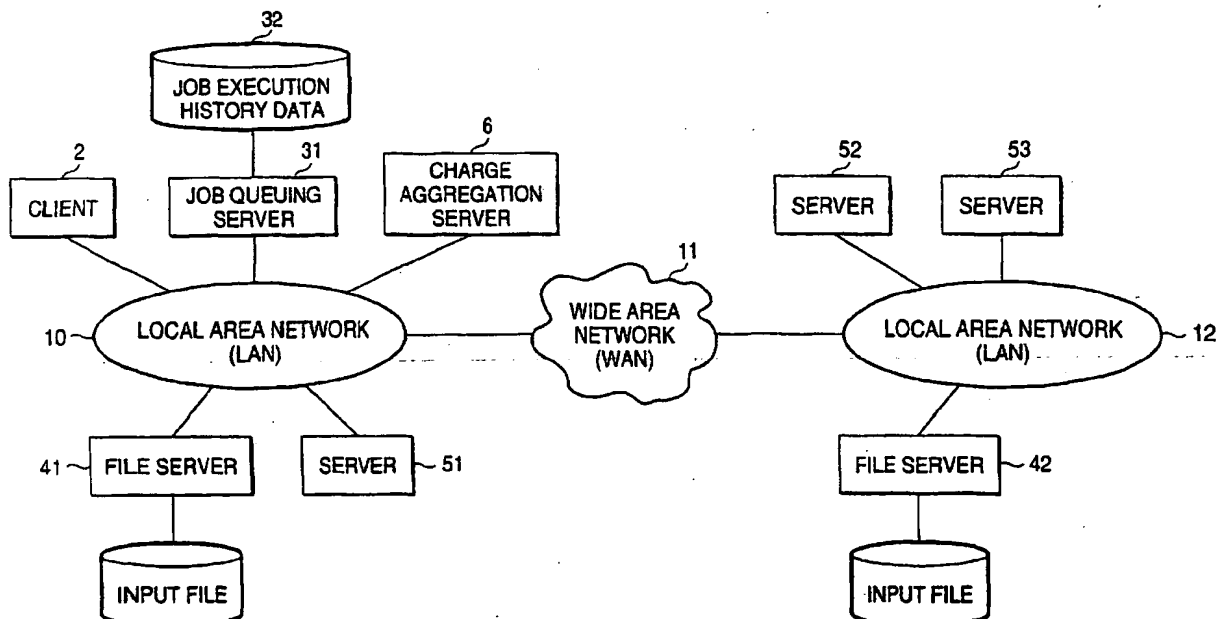 32
JOB EXECUTION
HISTORY DATA
2
CLIENT
31
JOB QUEUING
SERVER
6
CHARGE
AGGREGATION
SERVER
52
SERVER
53
SERVER
10
LOCAL AREA NETWORK
(LAN)
11
WIDE AREA
NETWORK
(WAN)
LOCAL AREA NETWORK
(LAN)
12
41
FILE SERVER
SERVER
51
FILE SERVER
42
INPUT FILE
INPUT FILE